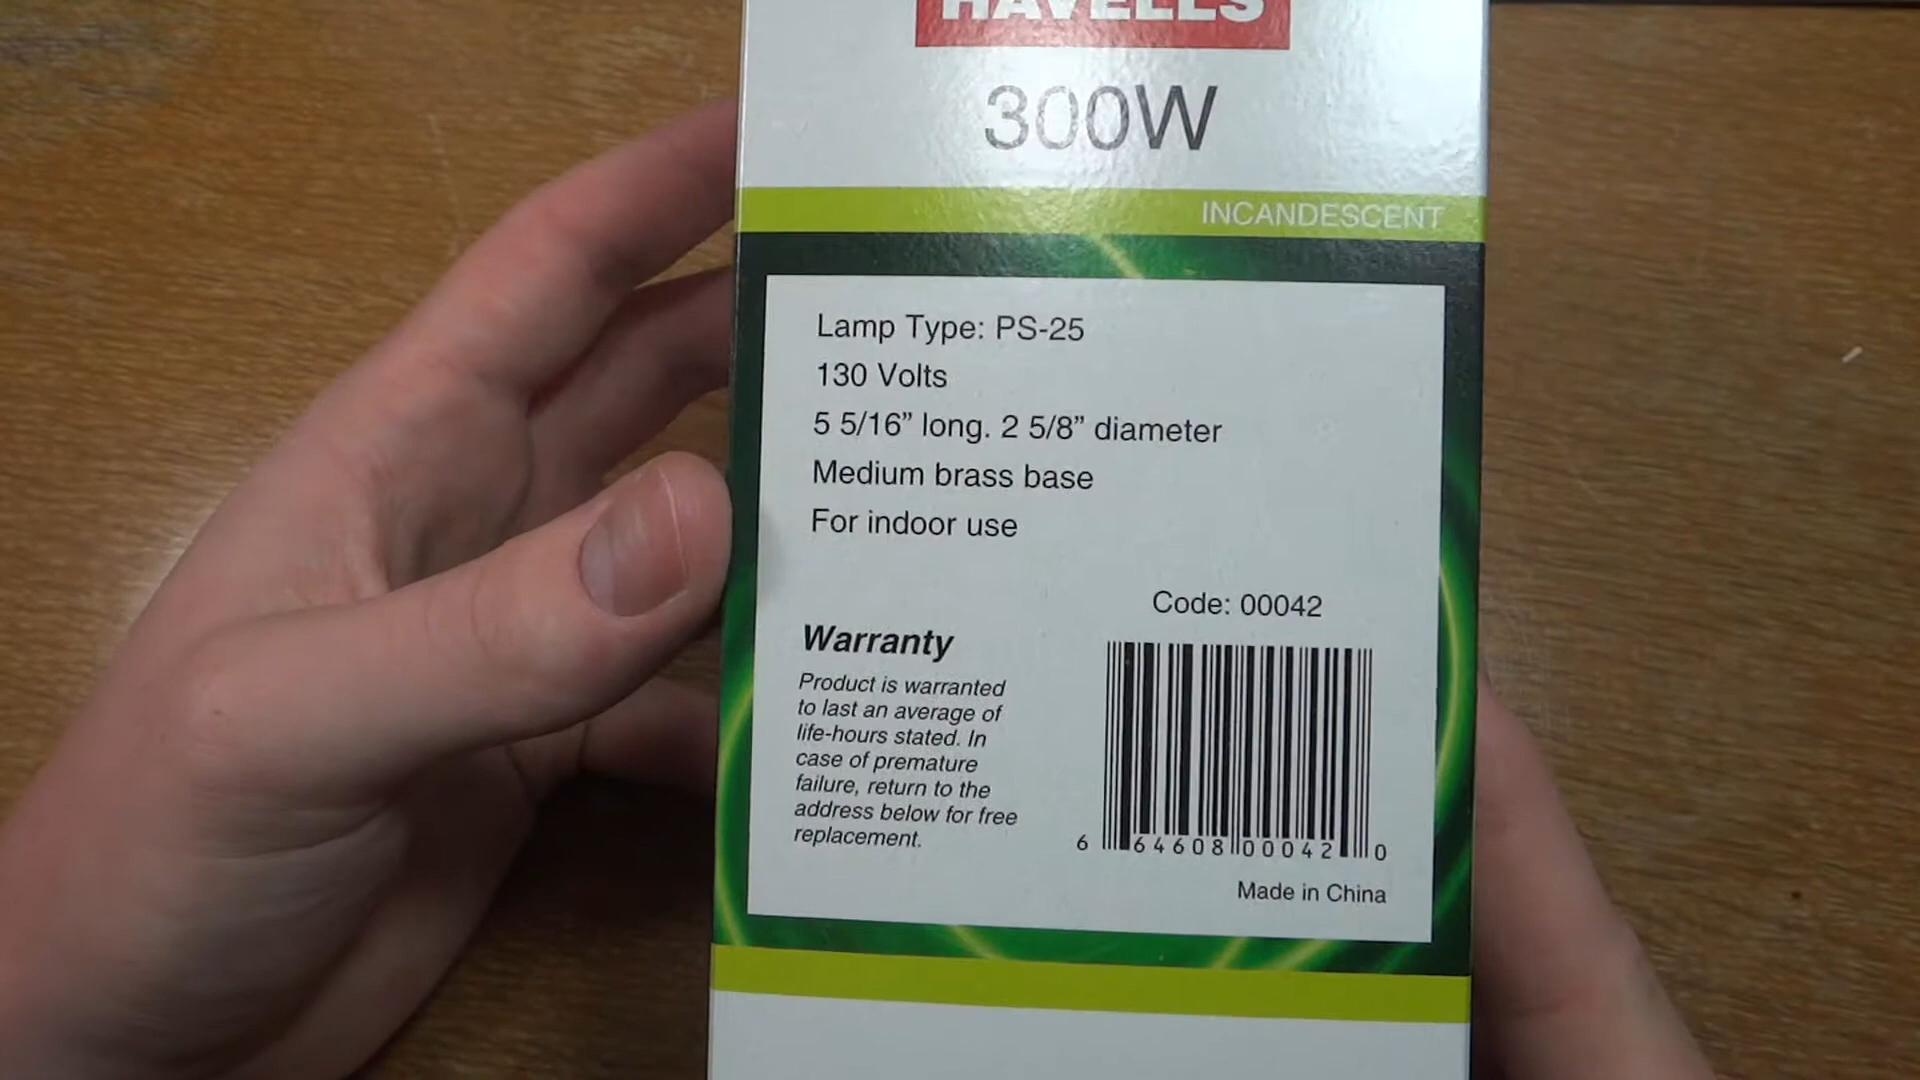 HAVELLS
300W
INCANDESCENT
Lamp Type: PS-25
130 Volts
5 5/16” long. 2 5/8” diameter
Medium brass base
For indoor use
Code: 00042
Warranty
Product is warranted
to last an average of
life-hours stated. In
case of premature
failure, return to the
address below for free
replacement.
6 64608 00042 0
Made in China